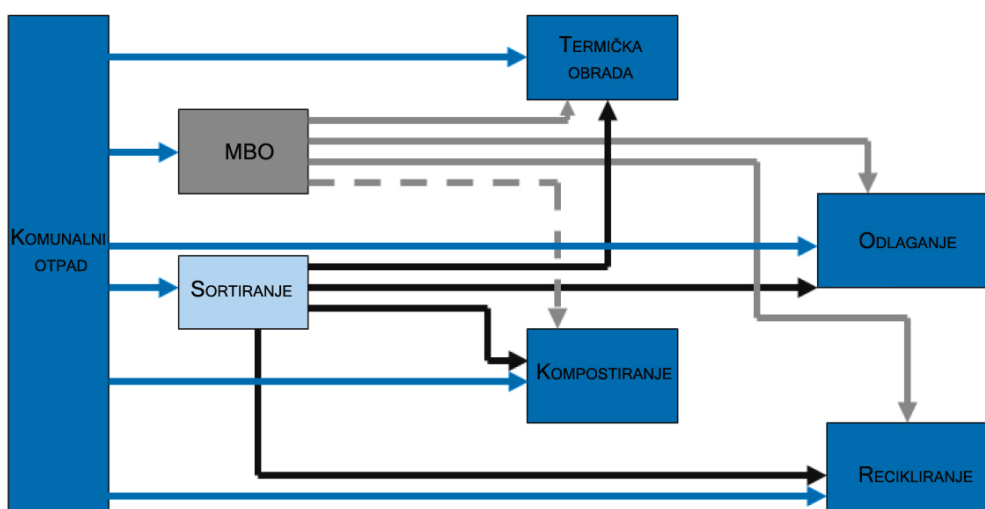 Termička
obrada
MBO
Komunalni
otpad
Odlaganje
Sortiranje
Kompostiranje
Recikliranje